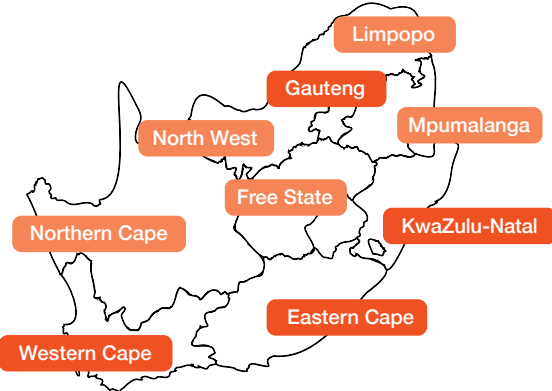 Limpopo
Gauteng
Mpumalanga
North West
Free State
KwaZulu-Natal
Northern Cape
Eastern Cape
Western Cape